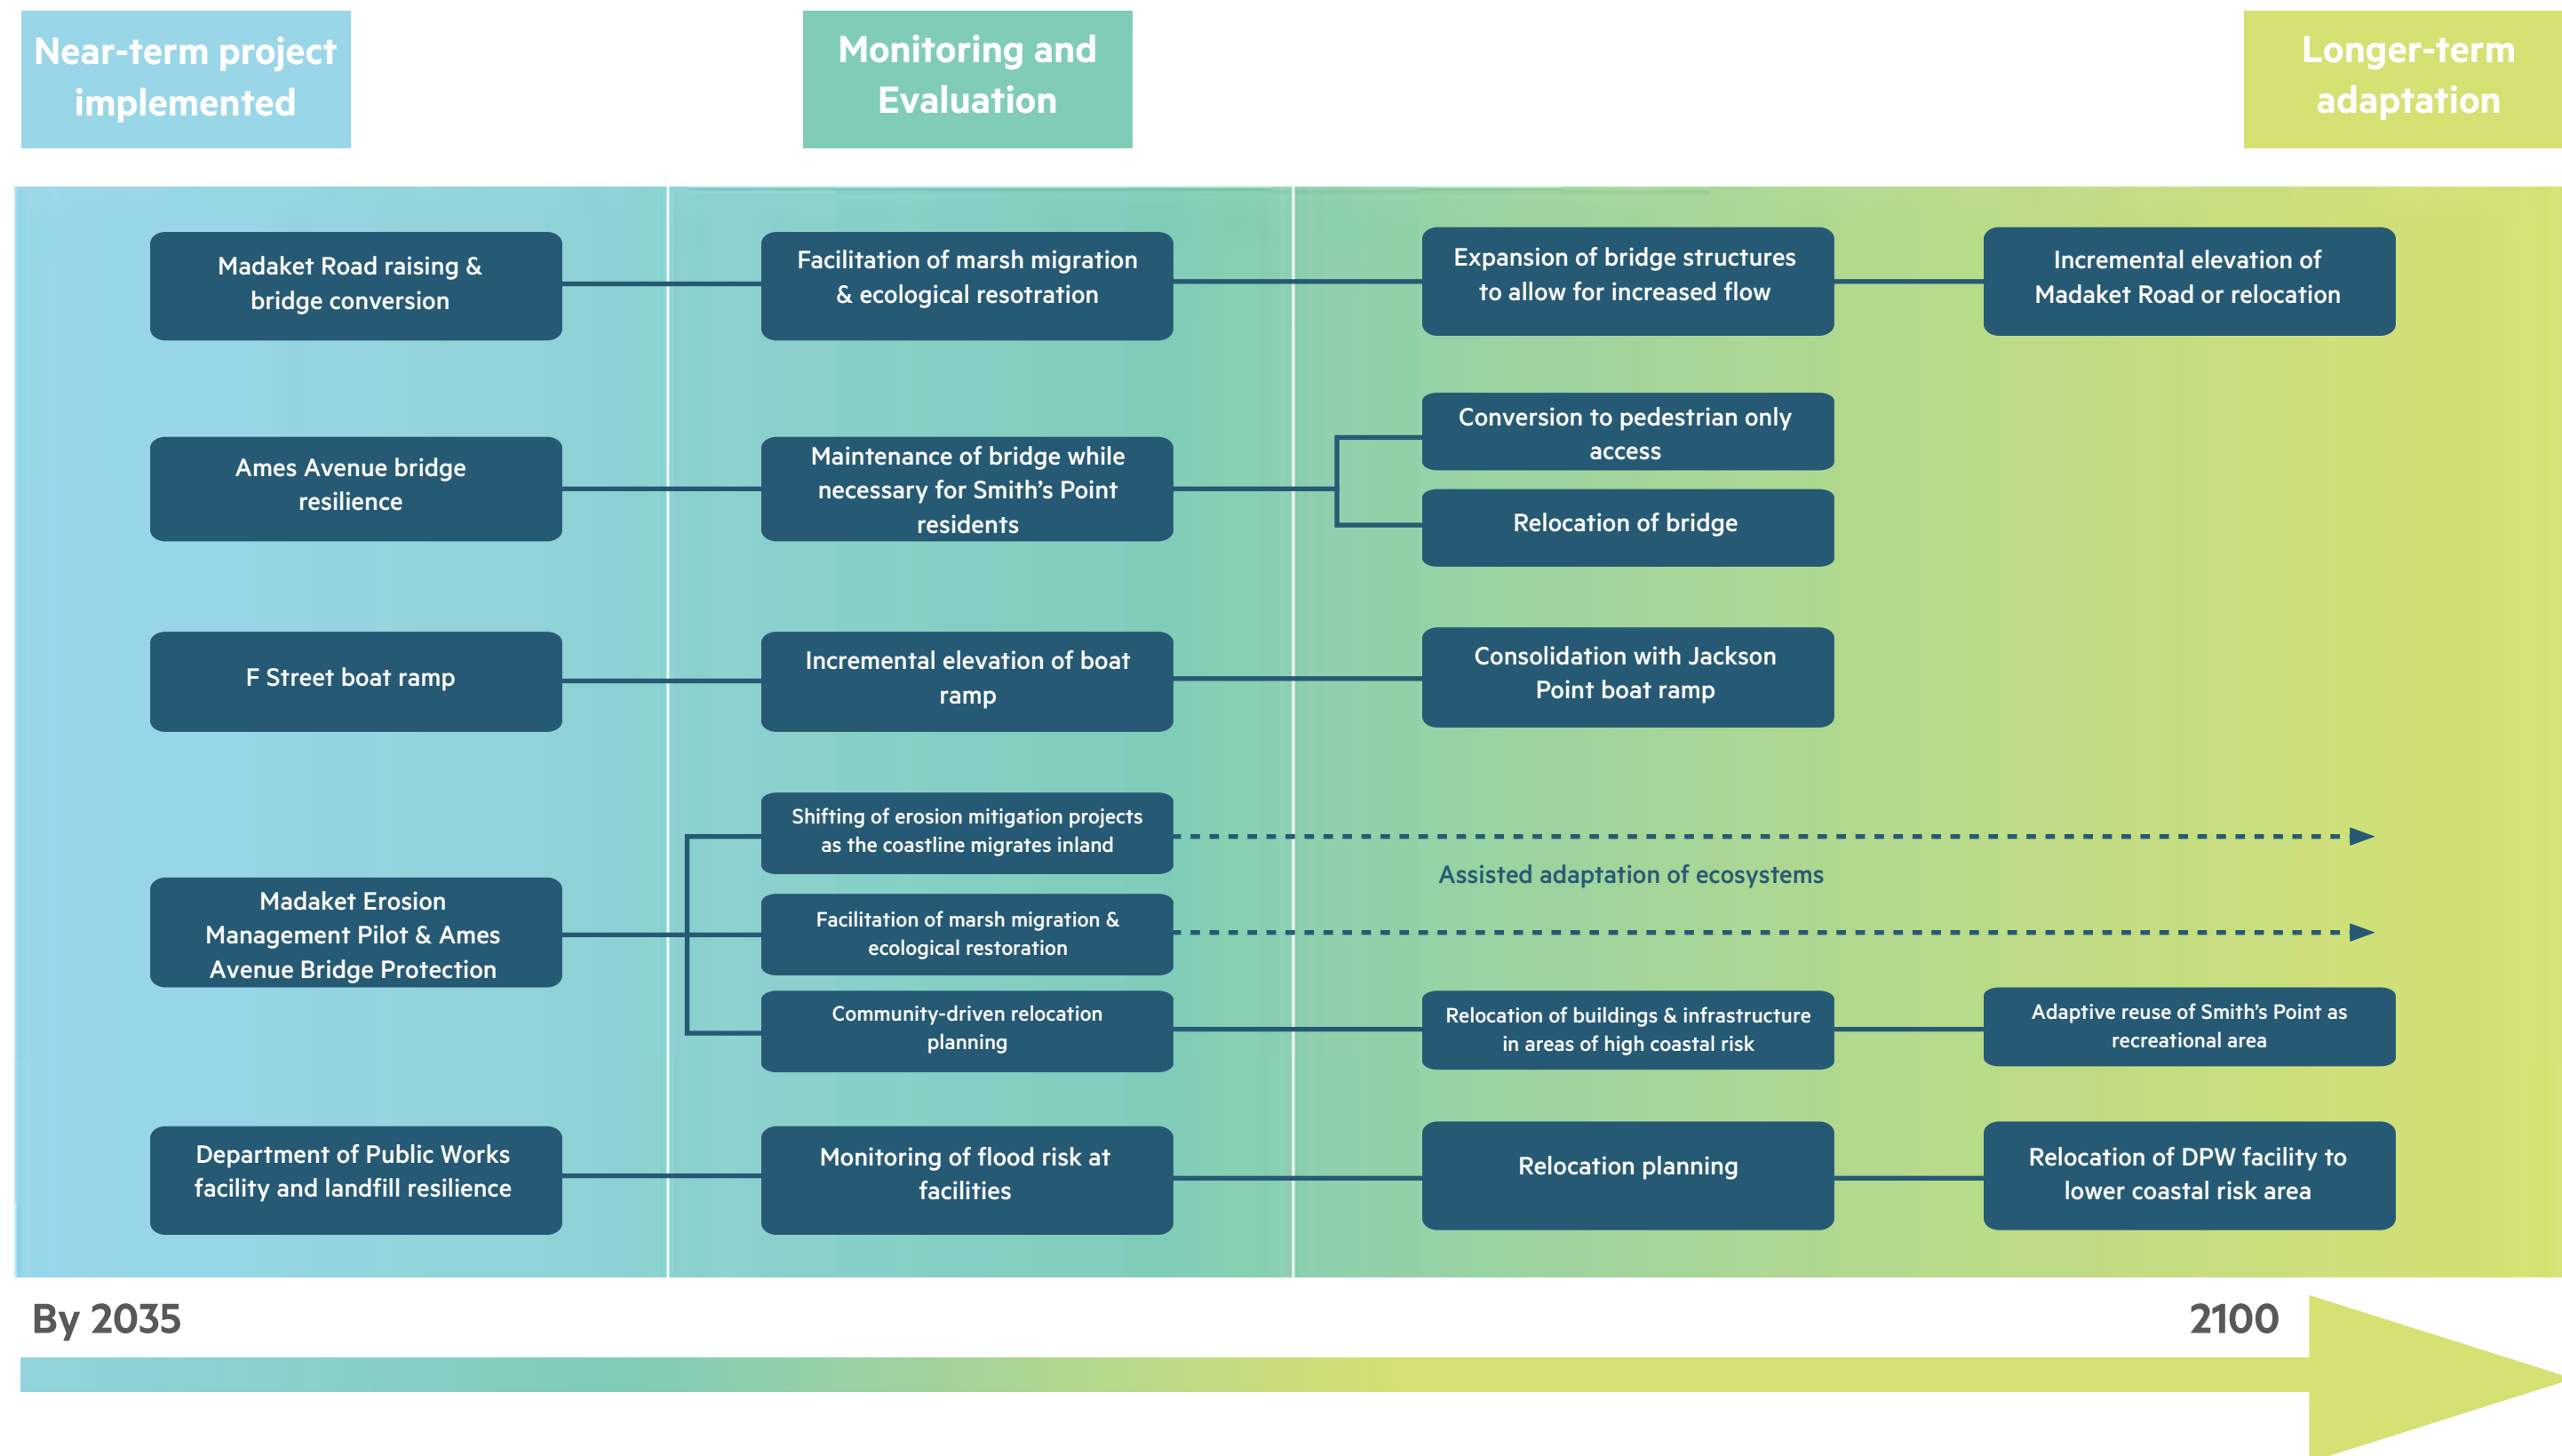 Near-term project
implemented
Monitoring and
Evaluation
Longer-term
adaptation
Madaket Road raising &
bridge conversion
Facilitation of marsh migration
& ecological resotration
Expansion of bridge structures
to allow for increased flow
Incremental elevation of
Madaket Road or relocation
Ames Avenue bridge
resilience
Maintenance of bridge while
necessary for Smith’s Point
residents
Conversion to pedestrian only
access
Relocation of bridge
F Street boat ramp
Incremental elevation of boat
ramp
Consolidation with Jackson
Point boat ramp
Madaket Erosion
Management Pilot & Ames
Avenue Bridge Protection
Shifting of erosion mitigation projects
as the coastline migrates inland
Assisted adaptation of ecosystems
Facilitation of marsh migration &
ecological restoration
Community-driven relocation
planning
Relocation of buildings & infrastructure
in areas of high coastal risk
Adaptive reuse of Smith’s Point as
recreational area
Department of Public Works
facility and landfill resilience
Monitoring of flood risk at
facilities
Relocation planning
Relocation of DPW facility to
lower coastal risk area
By 2035
2100